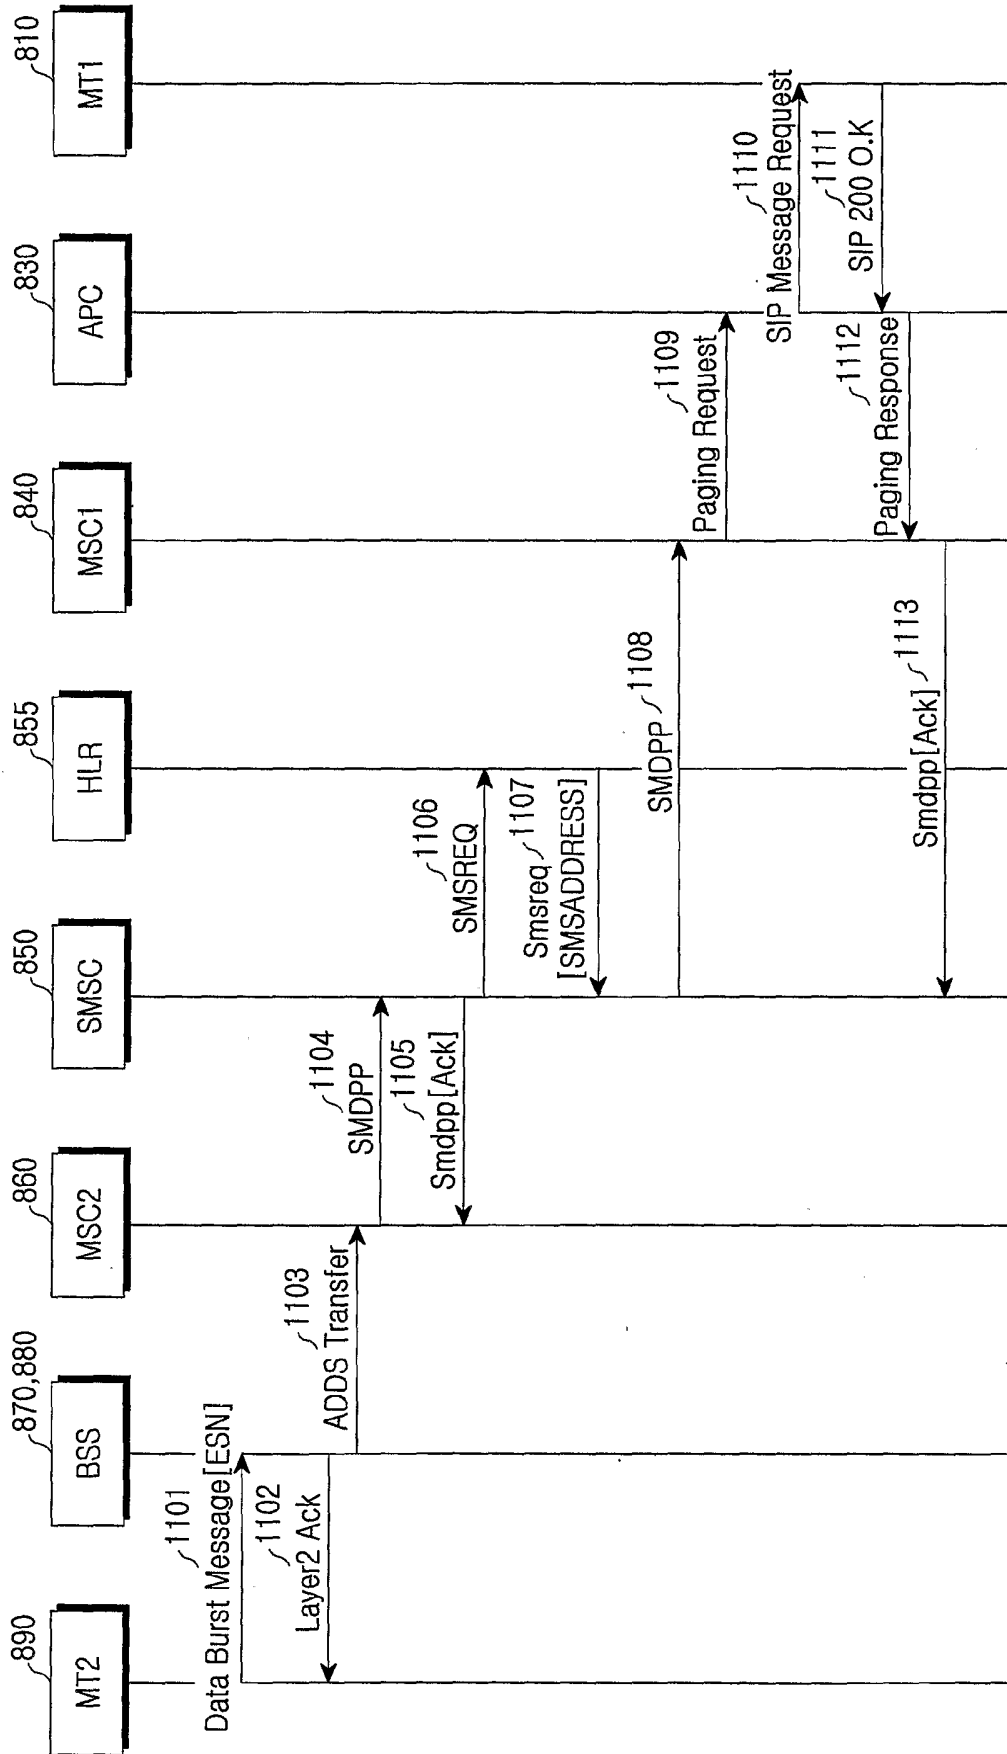 890
MT2
870,880
BSS
860
MSC2
850
SMSC
855
HLR
840
MSC1
830
APC
810
MT1
1101
Data Burst Message[ESN]
1102
Layer2 Ack
1103
ADDS Transfer
1104
SMDPP
1105
Smdpp[Ack]
1106
SMSREQ
Smsreq 1107
[SMSADDRESS]
SMDPP 1108
1109
Paging Request
1110
SIP Message Request
1111
SIP 200 O.K
1112
Paging Response
Smdpp[Ack] 1113